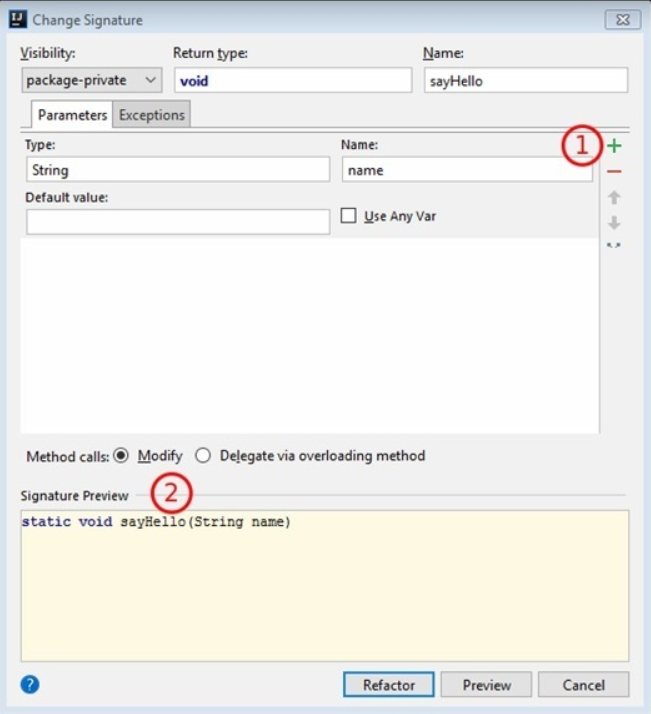 IJ Change Signature
Visibility: Return type: Name:
package-private void sayHello
Parameters Exceptions
Type: Name: 1
String name
Default value:
Use Any Var
Method calls: Modify Delegate via overloading method
Signature Preview 2
static void sayHello(String name)
? Refactor Preview Cancel